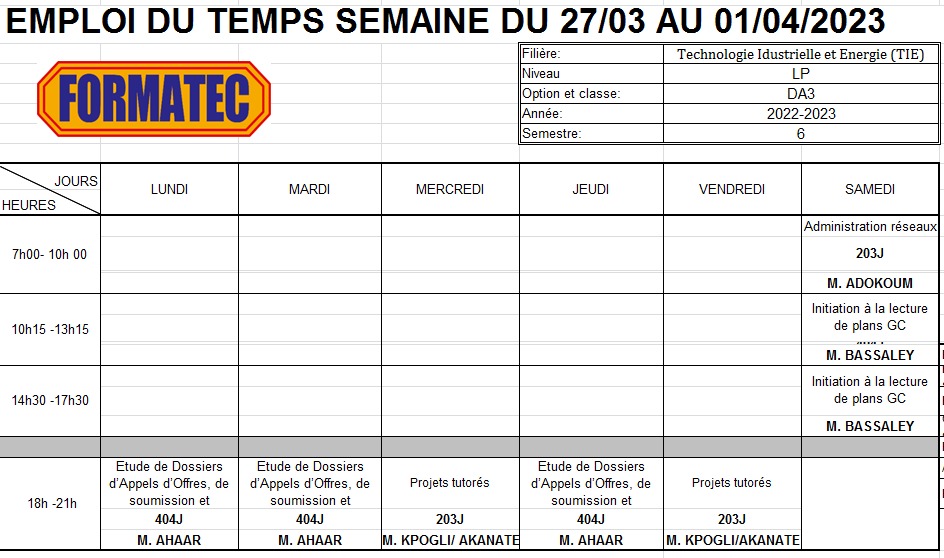 EMPLOI DU TEMPS SEMAINE DU 27/03 AU 01/04/2023
FORMATEC
Filière: Technologie Idustrielle et Energie (TIE)
Niveau LP
Option et classe: DA3
Année: 2022-2023
Semestre: 6
JOURS
HEURES
LUNDI MARDI MERCREDI JEUDI VENDREDI SAMEDI
7h00- 10h 00
Administration réseaux
203J
M. ADOKOUM
10h15 -13h15
Initiation à la lecture
de plans GC
M. BASSALEY
14h30 -17h30
Initiation à la lecture
de plans GC
M. BASSALEY
18h -21h
Etude de Dossiers
d'Appels d'Offres, de
soumission et
404J
M. AHAAR
Etude de Dossiers
d'Appels d'Offres, de
soumission et
404J
M. AHAAR
Projets tutorés
203J
M. KPOGLI/ AKANATE
Etude de Dossiers
d'Appels d'Offres, de
soumission et
404J
M. AHAAR
Projets tutorés
203J
M. KPOGLI/ AKANATE